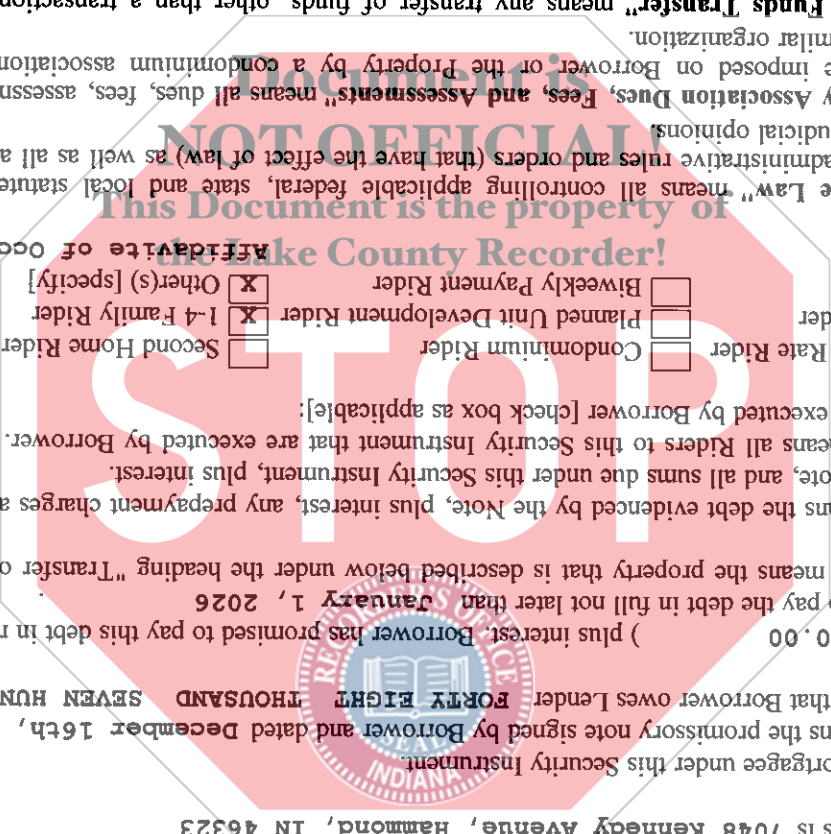 s is 7048 Kennedy Avenue, Hammond, IN 46323
ortgagee under this Security Instrument.
ns the promissory note signed by Borrower and dated December 16th,
that Borrower owes Lender FORTY EIGHT THOUSAND SEVEN HUN
0.00 ) plus interest. Borrower has promised to pay this debt in r
pay the debt in full not later than January 1, 2026 .
means the property that is described below under the heading "Transfer o
ns the debt evidenced by the Note, plus interest, any prepayment charges a
ote, and all sums due under this Security Instrument, plus interest.
eans all Riders to this Security Instrument that are executed by Borrower.
executed by Borrower [check box as applicable]:
Rate Rider Condominium Rider Second Home Rider
der Planned Unit Development Rider X 1-4 Family Rider
Biweekly Payment Rider X Other(s) [specify]
Affidavite of Occ
e Law" means all controlling applicable federal, state and local statute
administrative rules and orders (that have the effect of law) as well as all a
udicial opinions.
y Association Dues, Fees, and Assessments" means all dues, fees, assessm
e imposed on Borrower or the Property by a condominium association
milar organization.
Funds Transfer" means any transfer of funds, other than a transaction
Document is
NOT OFFICIAL!
This Document is the property of
the Lake County Recorder!
STOP
RECORDER'S OFFICE
SEAL
INDIANA